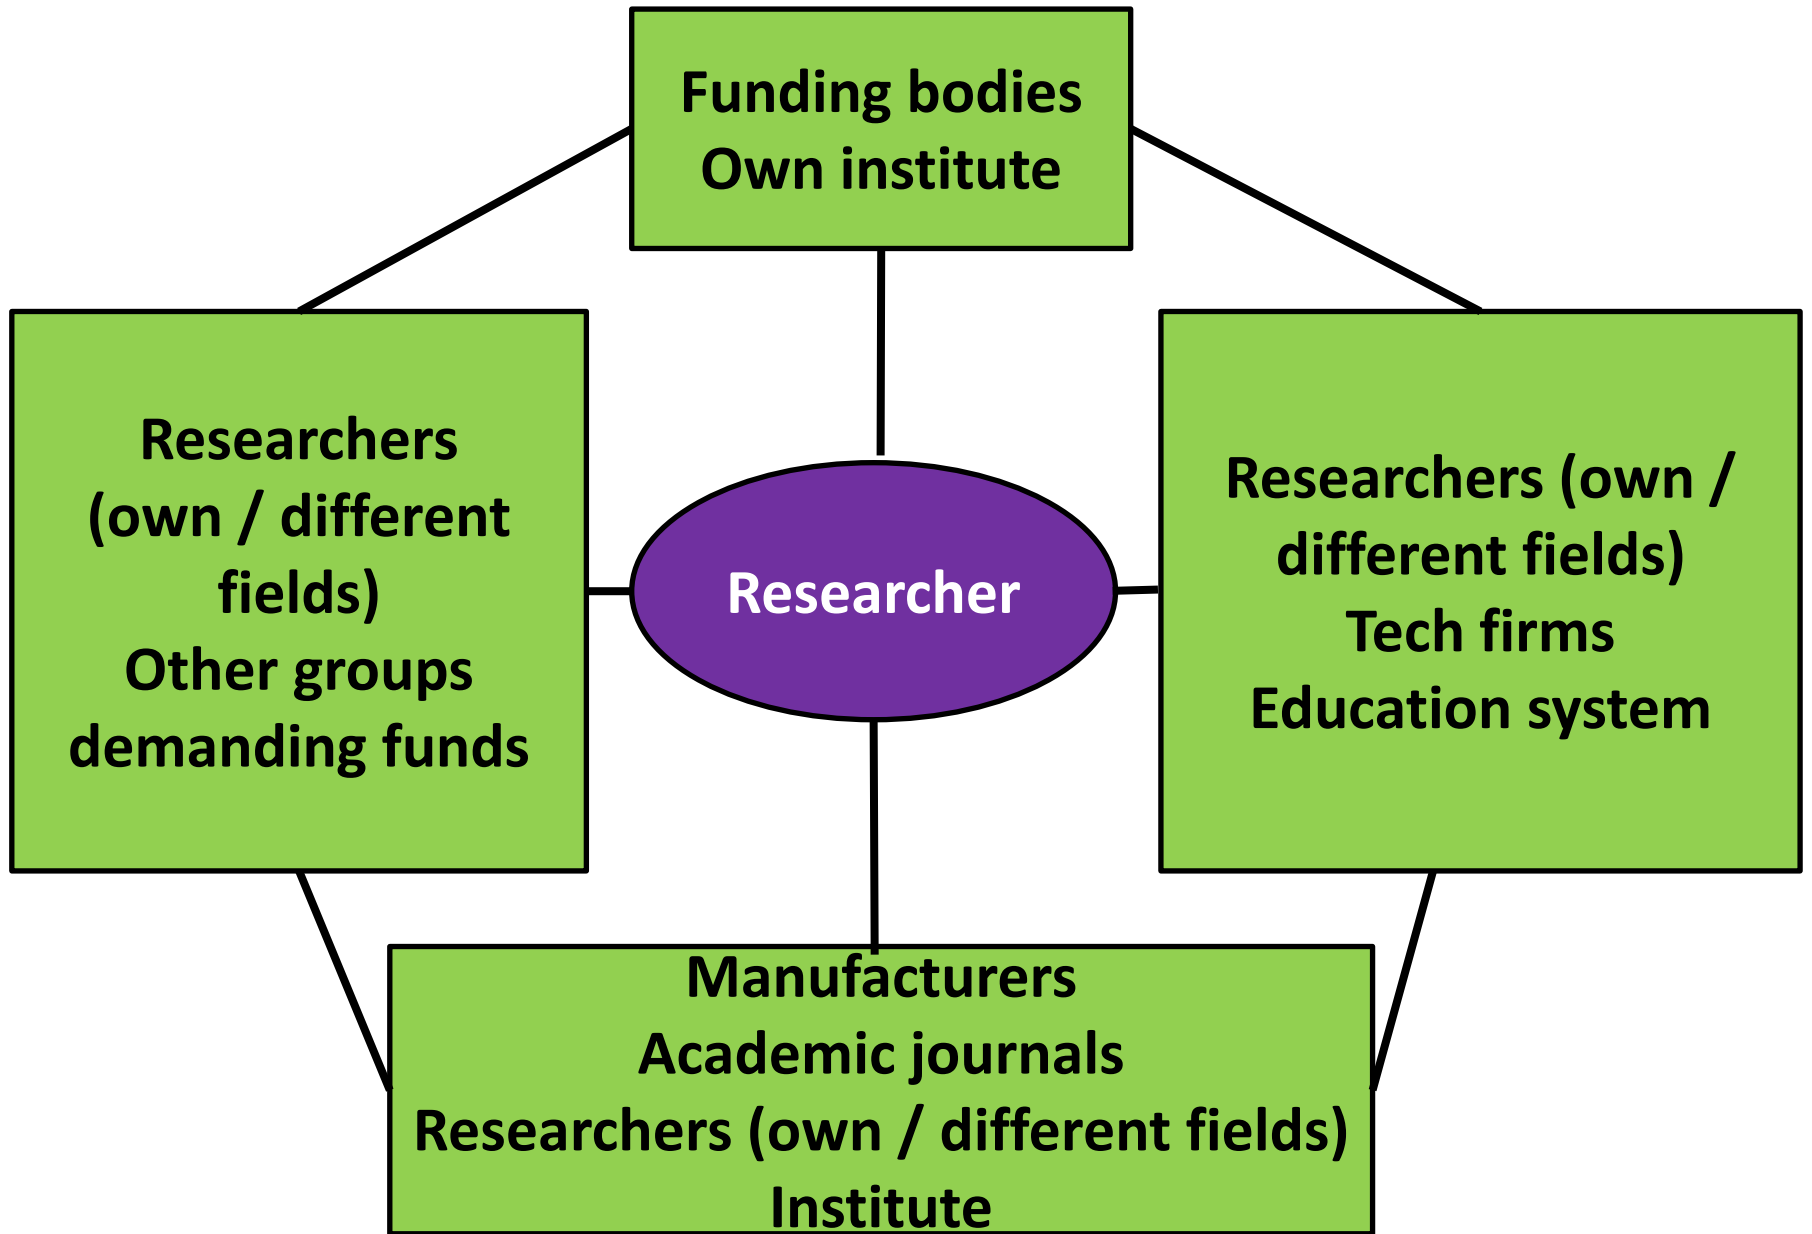 Funding bodies
Own institute
Researchers
(own / different
fields)
Other groups
demanding funds
Researcher
Researchers (own /
different fields)
Tech firms
Education system
Manufacturers
Academic journals
Researchers (own / different fields)
Institute